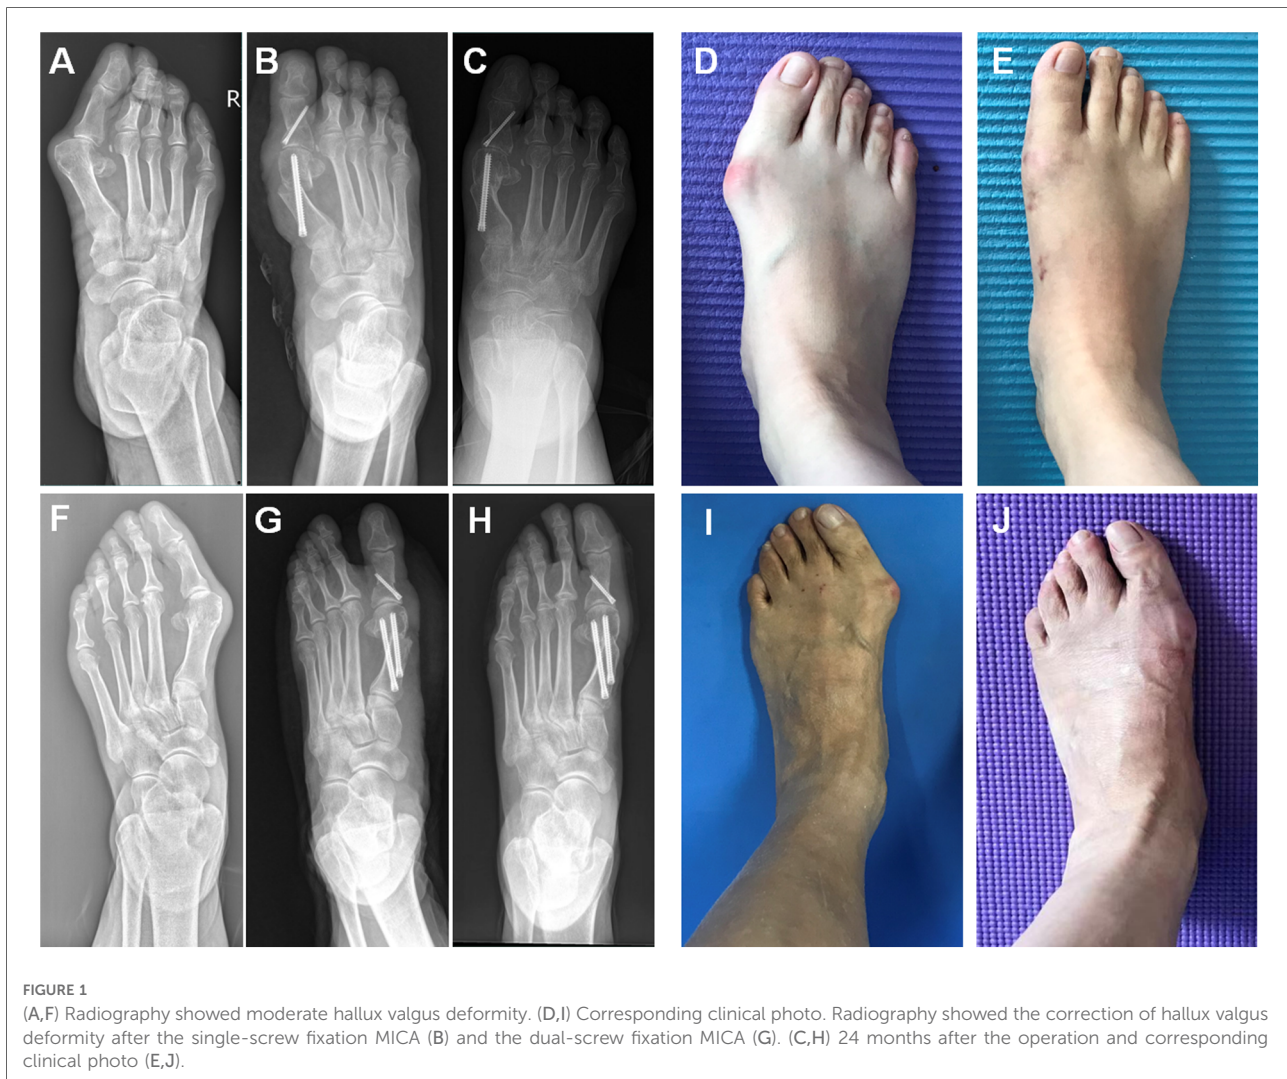 A
R
B
C
D
E
F
G
H
I
J
FIGURE 1
(A,F) Radiography showed moderate hallux valgus deformity. (D,I) Corresponding clinical photo. Radiography showed the correction of hallux valgus
deformity after the single-screw fixation MICA (B) and the dual-screw fixation MICA (G). (C,H) 24 months after the operation and corresponding
clinical photo (E,J).